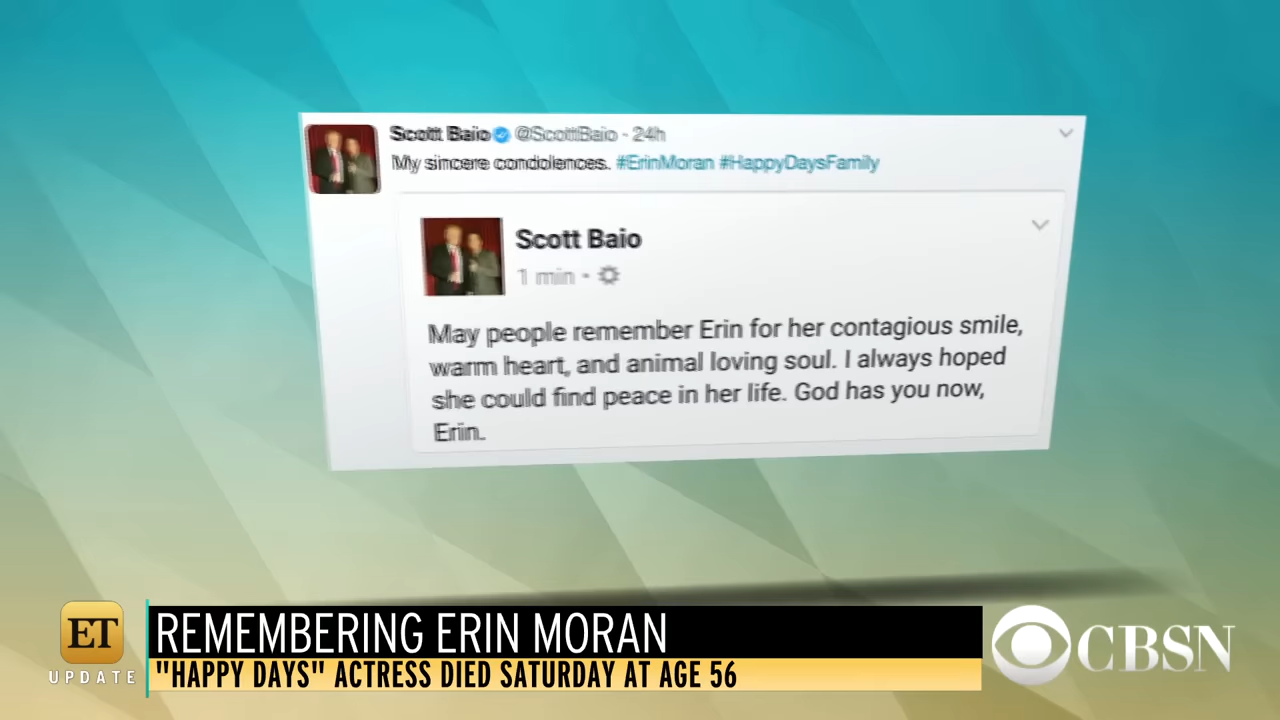 Scott Baio @ScottBaio · 24h
My sincere condolences. #ErinMoran #HappyDaysFamily
Scott Baio
1 min ·
May people remember Erin for her contagious smile,
warm heart, and animal loving soul. I always hoped
she could find peace in her life. God has you now,
Erin.
ET
UPDATE
REMEMBERING ERIN MORAN
"HAPPY DAYS" ACTRESS DIED SATURDAY AT AGE 56
CBSN